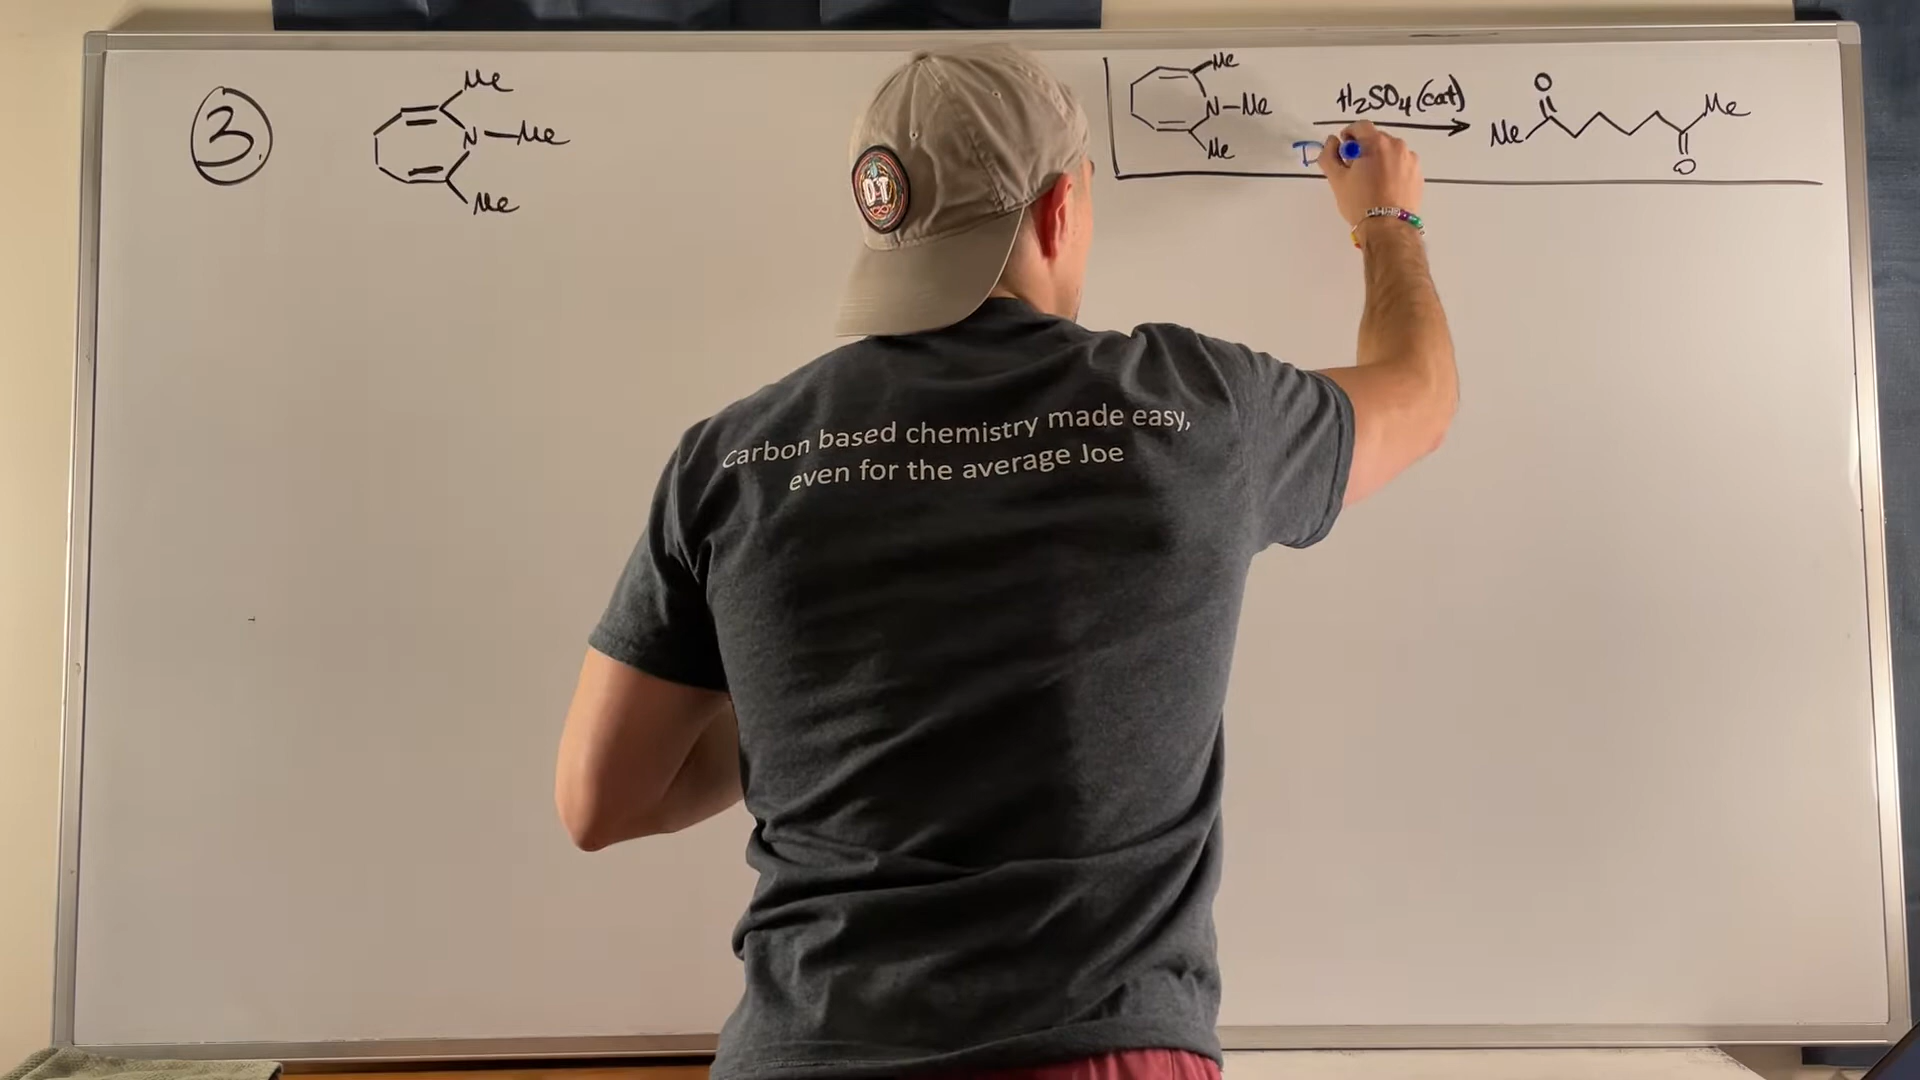 3.
Me
N-Me
Me
Me
N-Me
Me
H2SO4 (cat)
D
O
Me
Me
O
DT
Carbon based chemistry made easy,
even for the average Joe